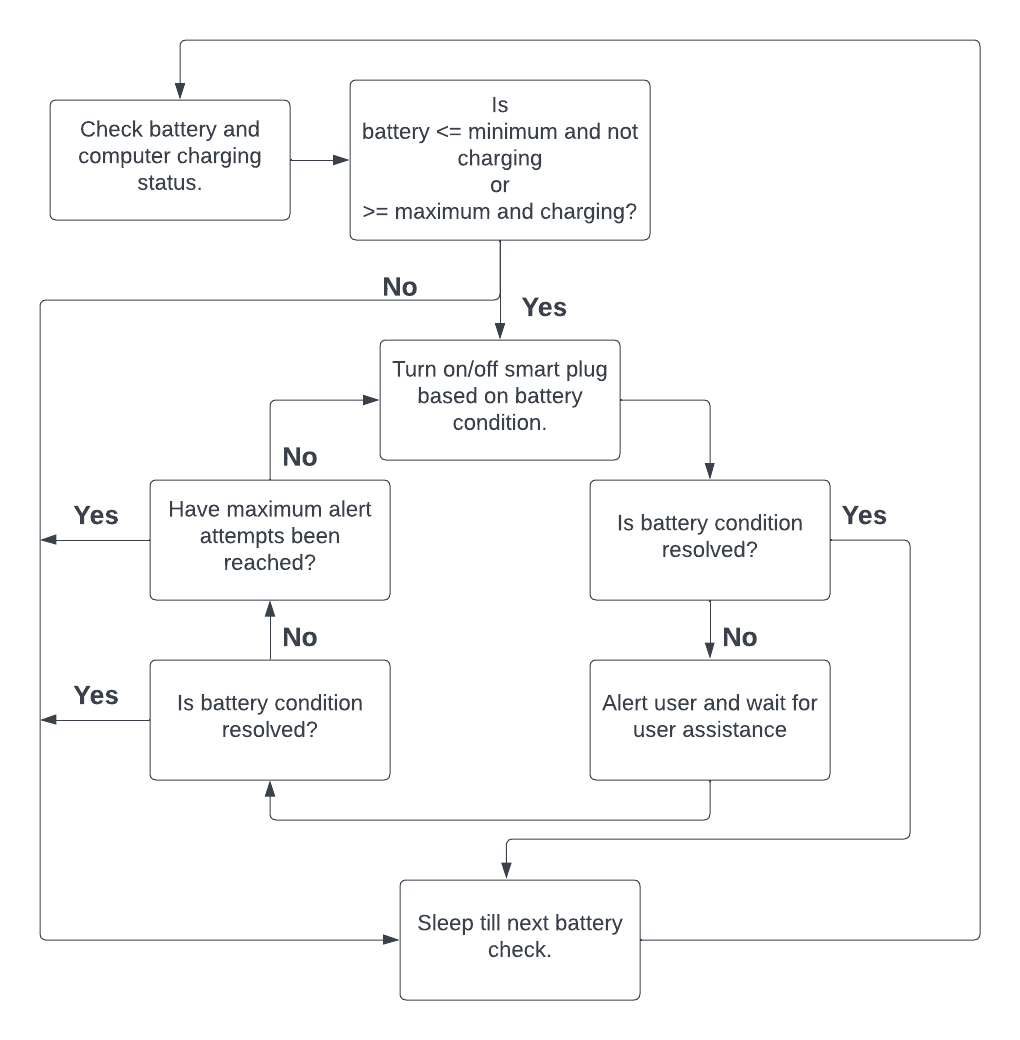 Check battery and
computer charging
status.
Is
battery <= minimum and not
charging
or
>= maximum and charging?
No
Yes
Turn on/off smart plug
based on battery
condition.
No
Yes
Have maximum alert
attempts been
reached?
Is battery condition
resolved?
Yes
No
No
Yes
Is battery condition
resolved?
Alert user and wait for
user assistance
Sleep till next battery
check.